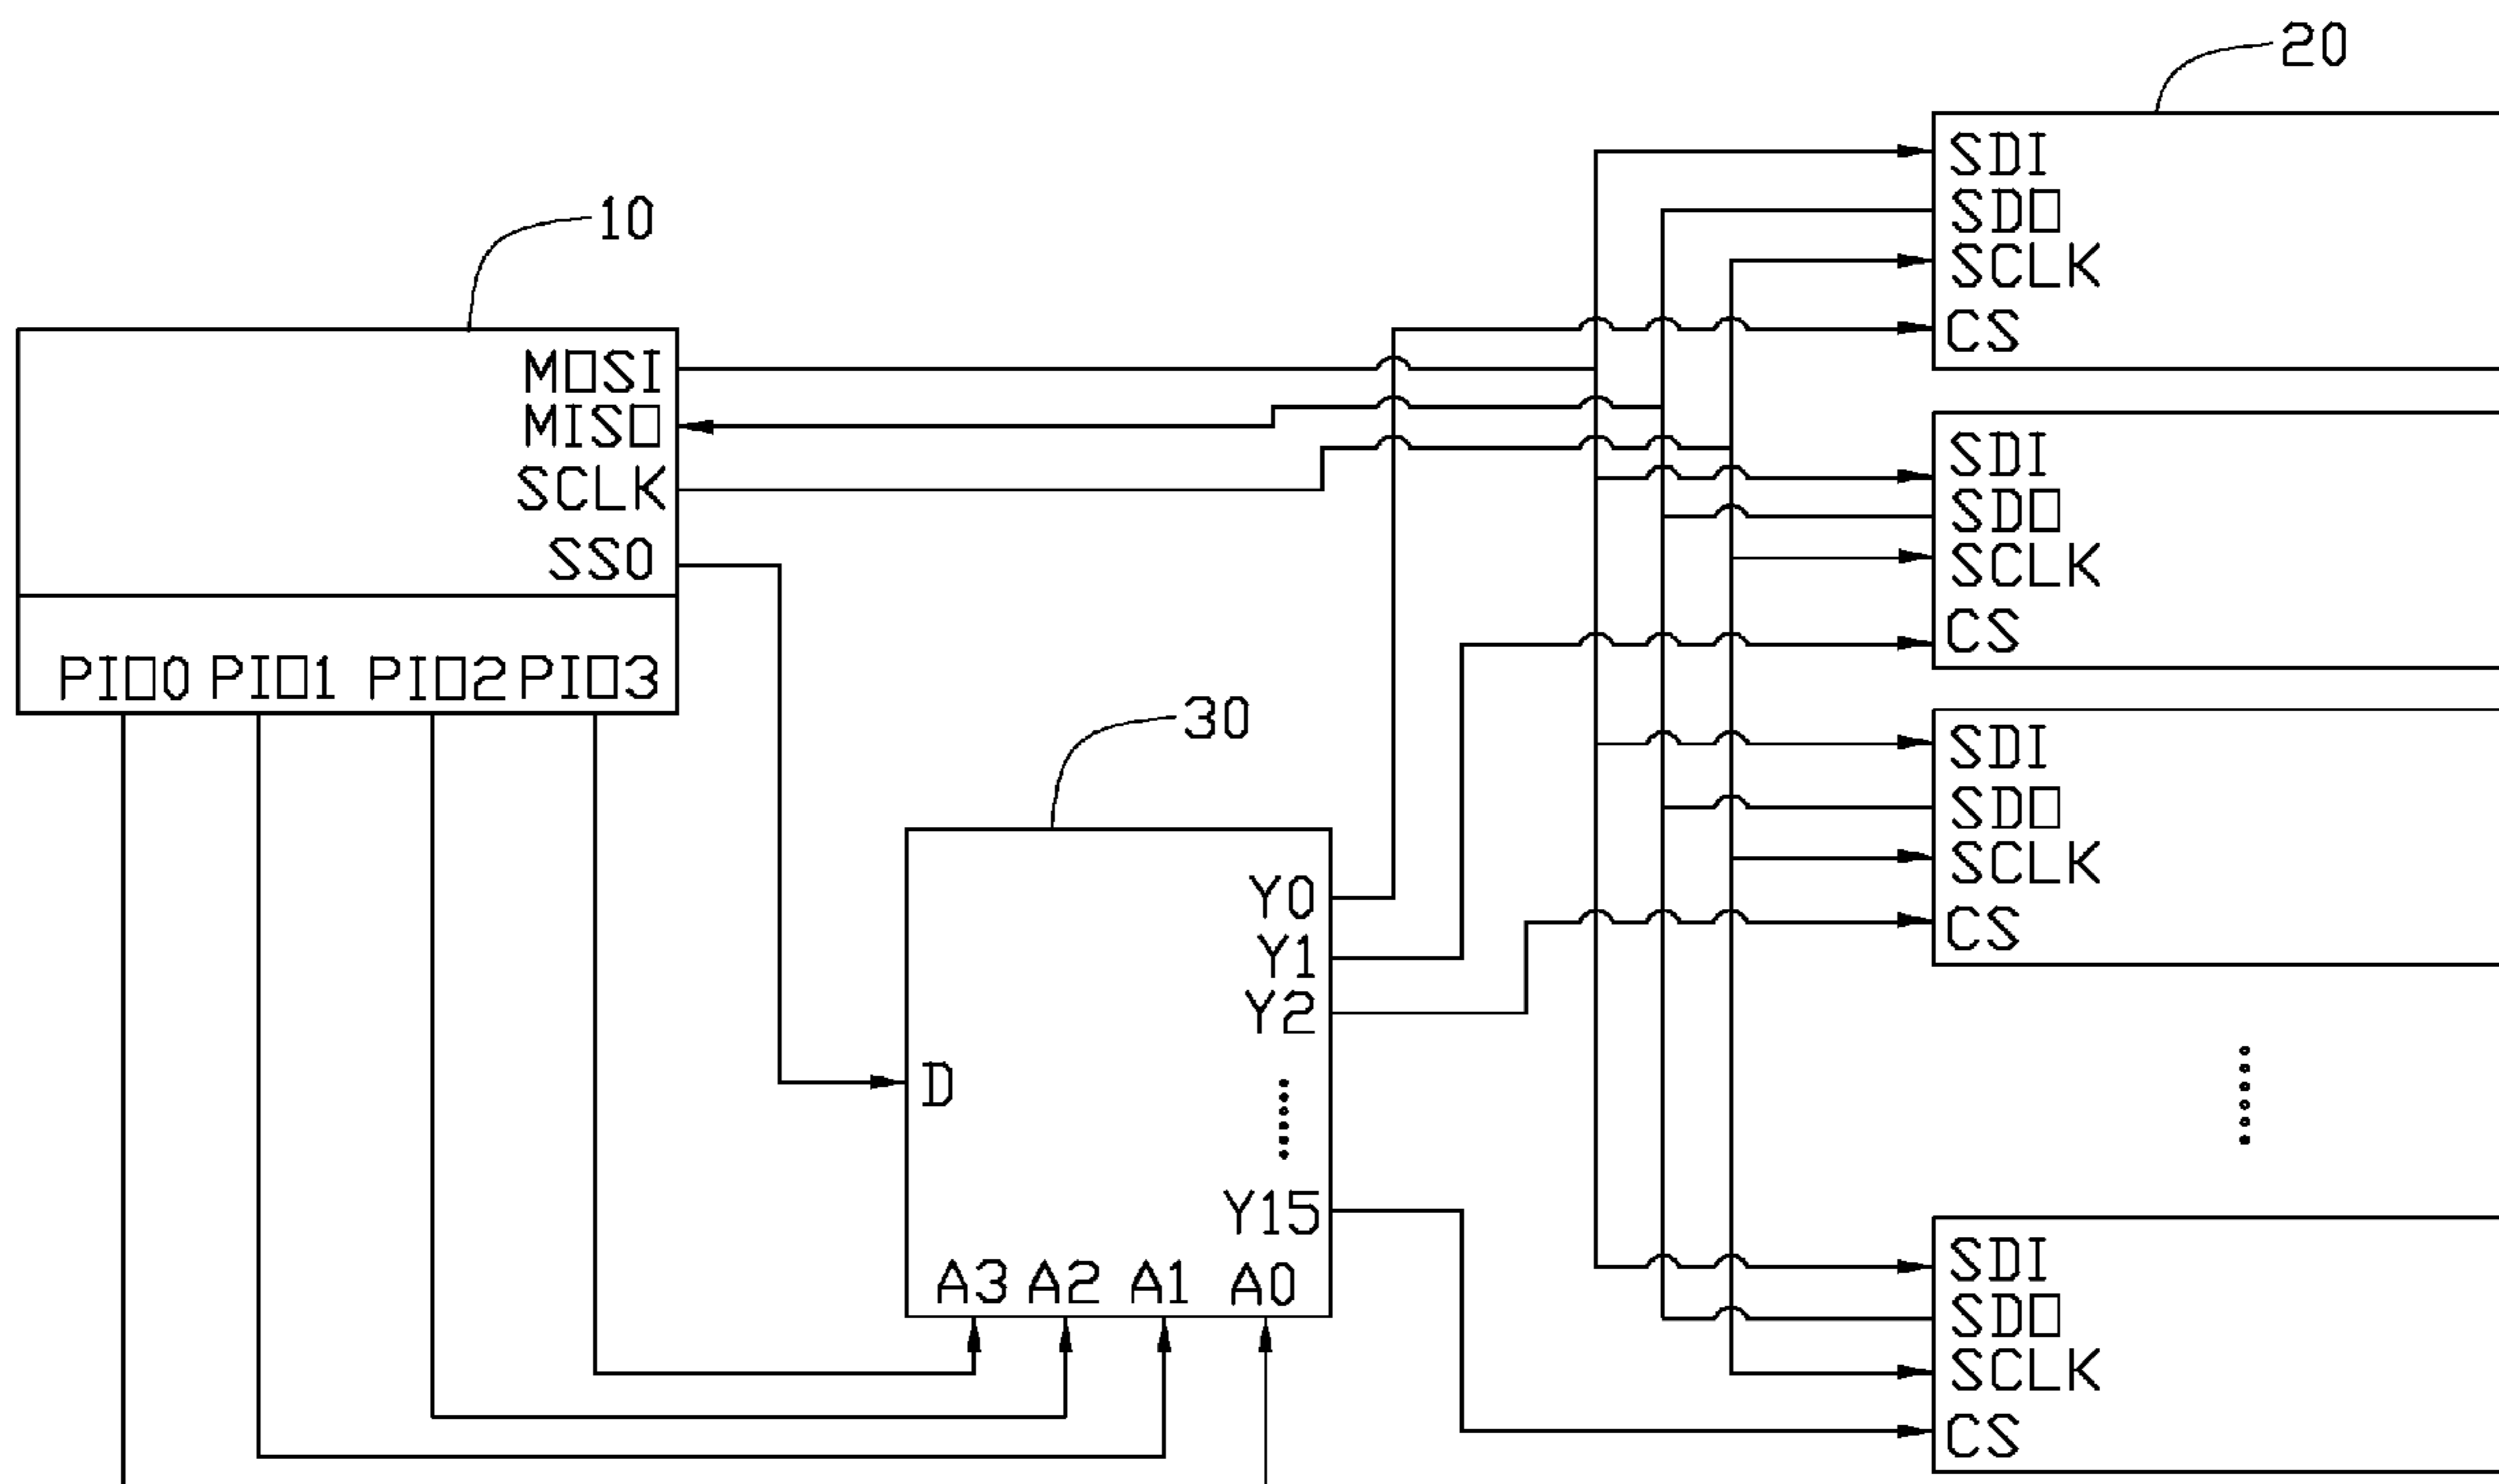 20
10
MOSI
MISO
SCLK
SS0
PIO0 PIO1 PIO2 PIO3
30
Y0
Y1
Y2
D
Y15
A3 A2 A1 A0
SDI
SDO
SCLK
CS
SDI
SDO
SCLK
CS
SDI
SDO
SCLK
CS
SDI
SDO
SCLK
CS